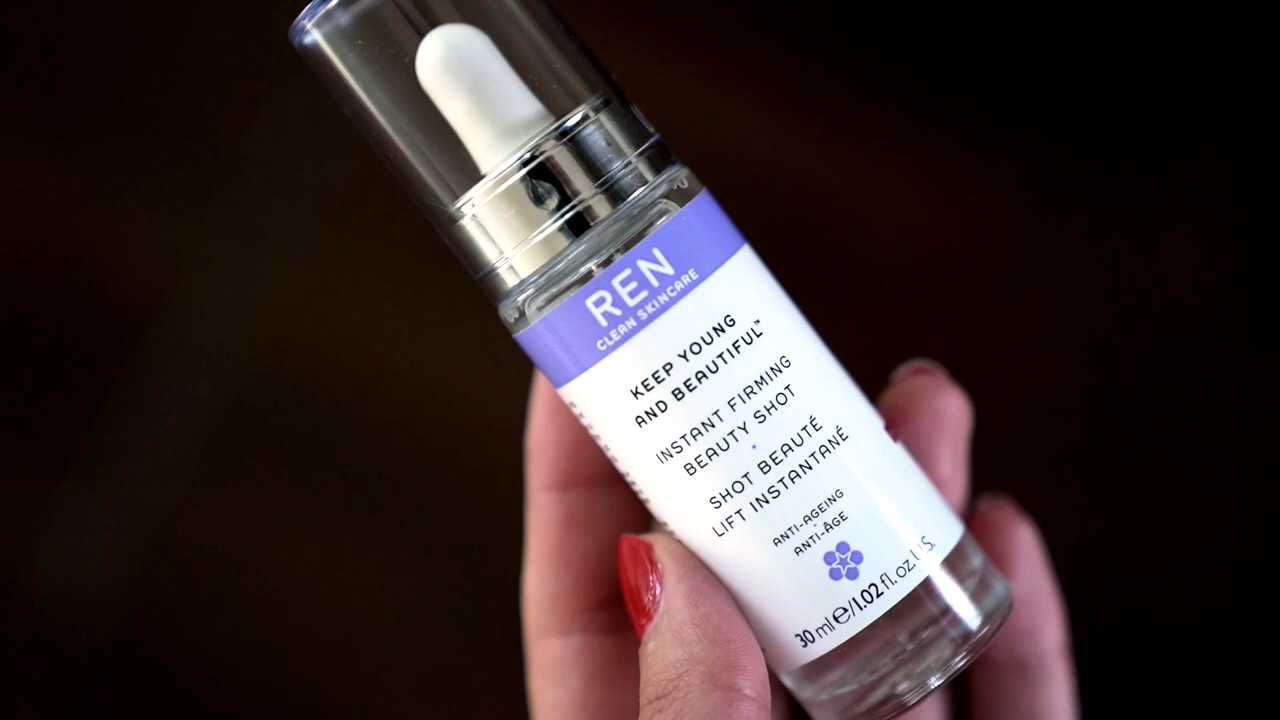 REN
CLEAN SKINCARE
KEEP YOUNG
AND BEAUTIFUL™
INSTANT FIRMING
BEAUTY SHOT
SHOT BEAUTÉ
LIFT INSTANTANÉ
ANTI-AGEING
ANTI-ÂGE
30 ml ℮/1.02 fl. oz U.S.